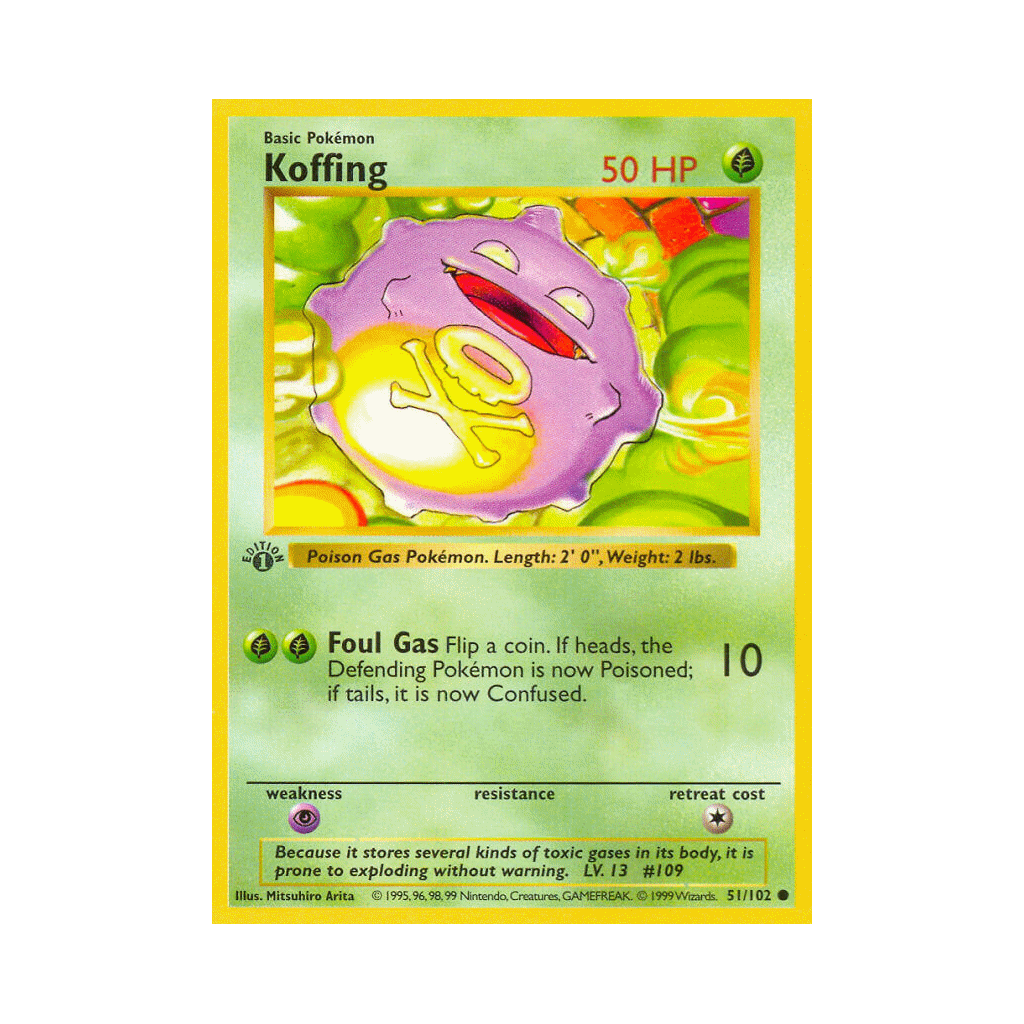 Basic Pokémon
Koffing
50 HP
EDITION
1
Poison Gas Pokémon. Length: 2' 0", Weight: 2 lbs.
Foul Gas Flip a coin. If heads, the
Defending Pokémon is now Poisoned;
if tails, it is now Confused.
10
weakness
resistance
retreat cost
Because it stores several kinds of toxic gases in its body, it is
prone to exploding without warning. LV. 13 #109
Illus. Mitsuhiro Arita
© 1995, 96, 98, 99 Nintendo, Creatures, GAMEFREAK. © 1999 Wizards.
51/102